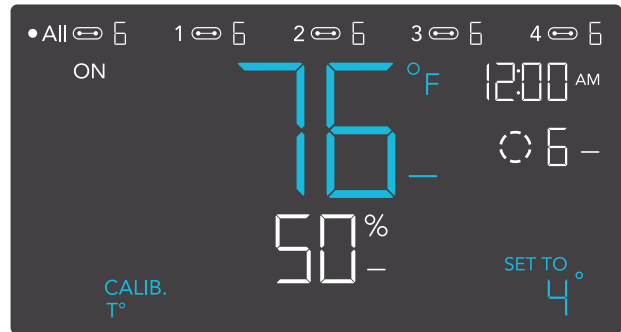 • All 6 1 6 2 6 3 6 4 6
ON
76 °F
12:00 AM
6 –
50 % –
CALIB.
T°
SET TO
4°